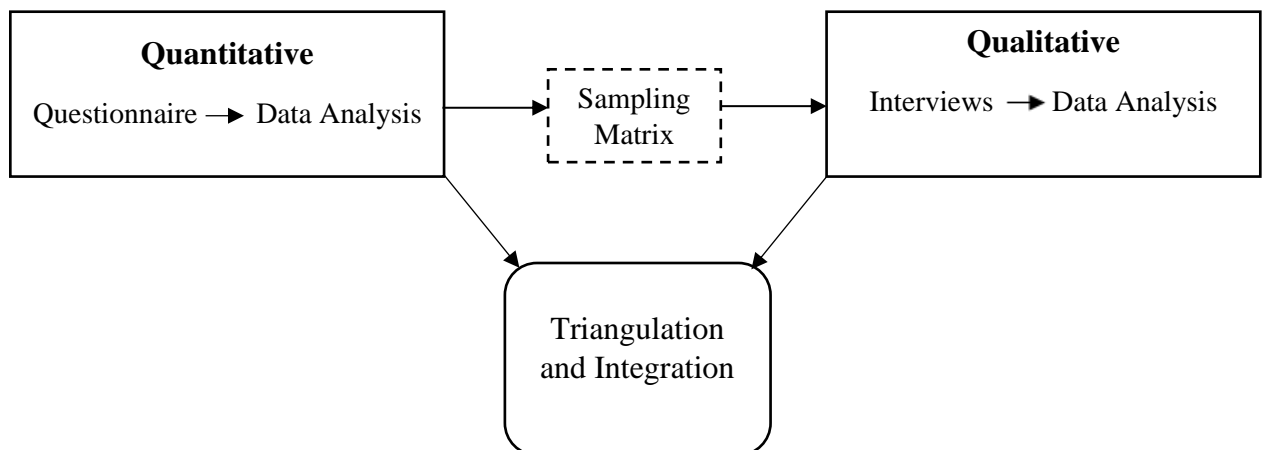 Quantitative
Questionnaire → Data Analysis
Sampling
Matrix
Qualitative
Interviews → Data Analysis
Triangulation
and Integration